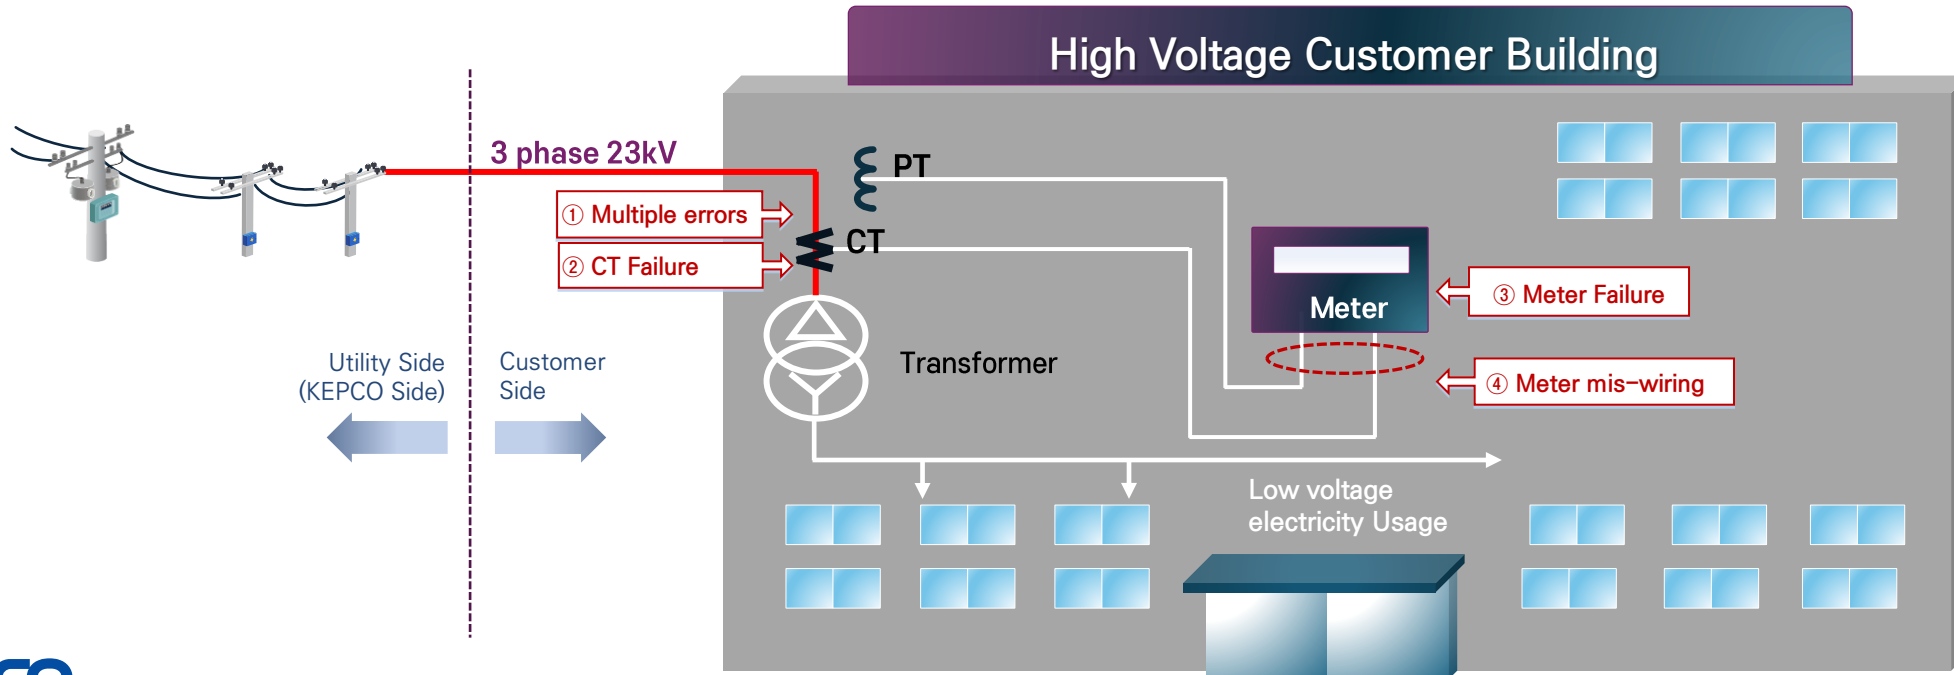 High Voltage Customer Building
3 phase 23kV
PT
① Multiple errors
CT
② CT Failure
Meter
③ Meter Failure
Utility Side
(KEPCO Side)
Customer
Side
Transformer
④ Meter mis-wiring
Low voltage
electricity Usage